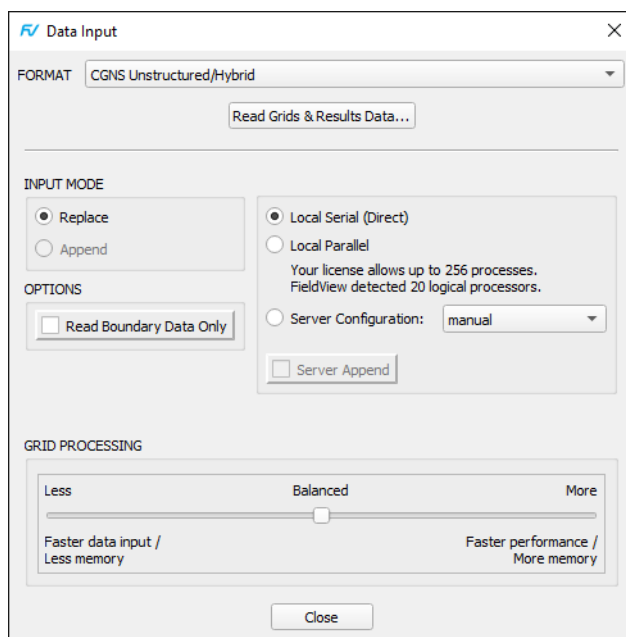 FV Data Input
FORMAT CGNS Unstructured/Hybrid
Read Grids & Results Data...
INPUT MODE
Replace
Append
OPTIONS
Read Boundary Data Only
Local Serial (Direct)
Local Parallel
Your license allows up to 256 processes.
FieldView detected 20 logical processors.
Server Configuration: manual
Server Append
GRID PROCESSING
Less Balanced More
Faster data input / Faster performance /
Less memory More memory
Close